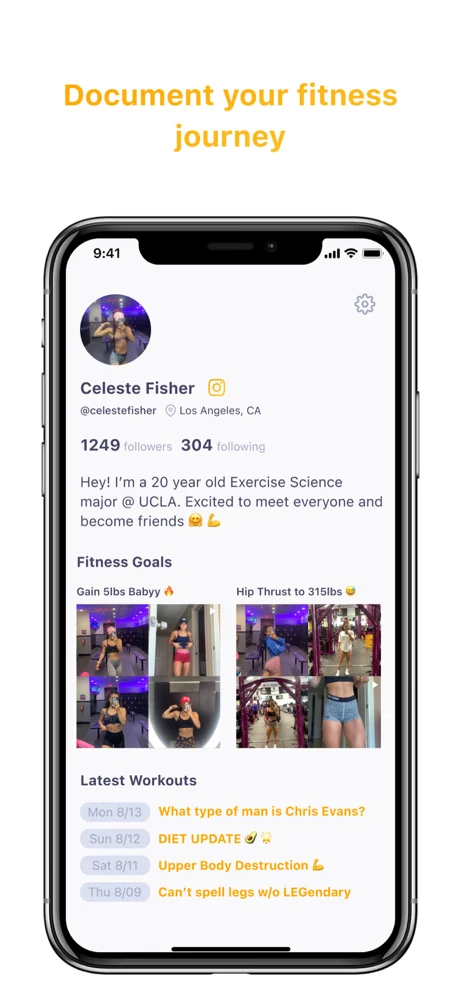 Document your fitness
journey
9:41
Celeste Fisher
@celestefisher Los Angeles, CA
1249 followers 304 following
Hey! I'm a 20 year old Exercise Science
major @ UCLA. Excited to meet everyone and
become friends 🤗 💪
Fitness Goals
Gain 5lbs Babyy 🔥 Hip Thrust to 315lbs 😅
Latest Workouts
Mon 8/13 What type of man is Chris Evans?
Sun 8/12 DIET UPDATE 🥑 🌟
Sat 8/11 Upper Body Destruction 💪
Thu 8/09 Can't spell legs w/o LEGendary